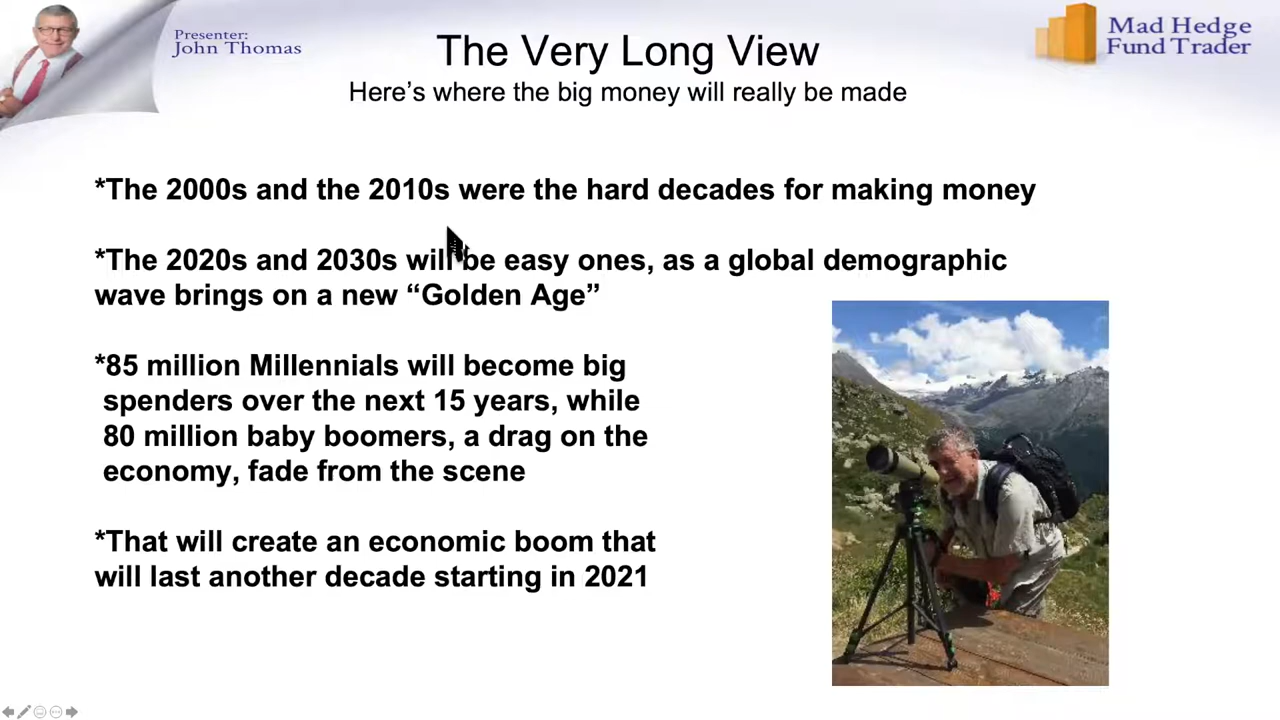 Presenter:
John Thomas
The Very Long View
Here’s where the big money will really be made
Mad Hedge
Fund Trader
*The 2000s and the 2010s were the hard decades for making money
*The 2020s and 2030s will be easy ones, as a global demographic
wave brings on a new “Golden Age”
*85 million Millennials will become big
spenders over the next 15 years, while
80 million baby boomers, a drag on the
economy, fade from the scene
*That will create an economic boom that
will last another decade starting in 2021